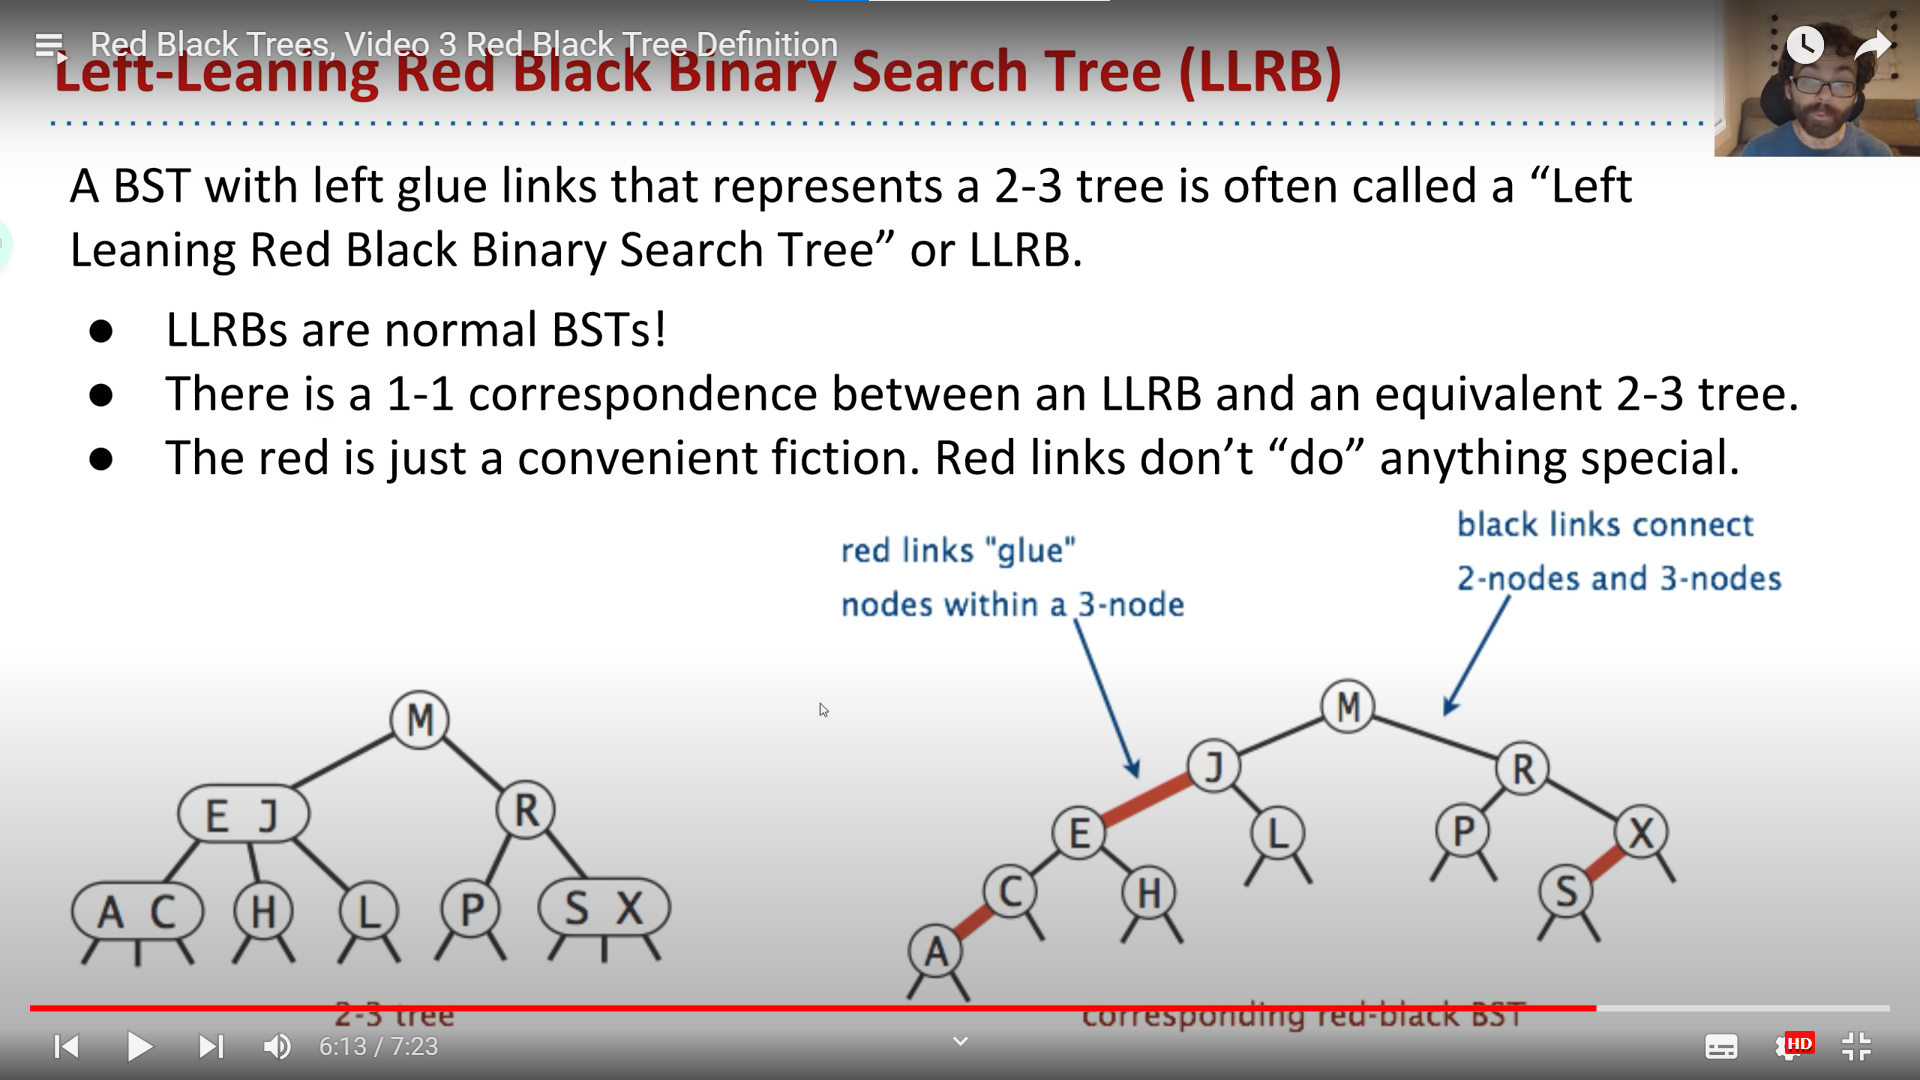 Red Black Trees, Video 3 Red Black Tree Definition
Left-Leaning Red Black Binary Search Tree (LLRB)
A BST with left glue links that represents a 2-3 tree is often called a “Left
Leaning Red Black Binary Search Tree” or LLRB.
● LLRBs are normal BSTs!
● There is a 1-1 correspondence between an LLRB and an equivalent 2-3 tree.
● The red is just a convenient fiction. Red links don’t “do” anything special.
red links "glue"
nodes within a 3-node
black links connect
2-nodes and 3-nodes
M
E J
R
A C
H
L
P
S X
2-3 tree
M
J
R
E
L
P
X
C
H
S
A
corresponding red-black BST
6:13 / 7:23
HD